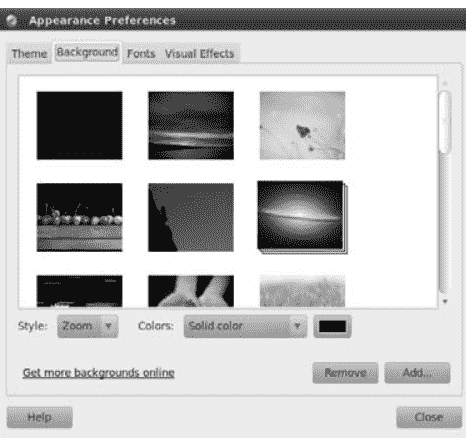 Appearance Preferences
Theme Background Fonts Visual Effects
Style: Zoom Colors: Solid color
Get more backgrounds online Remove Add...
Help Close